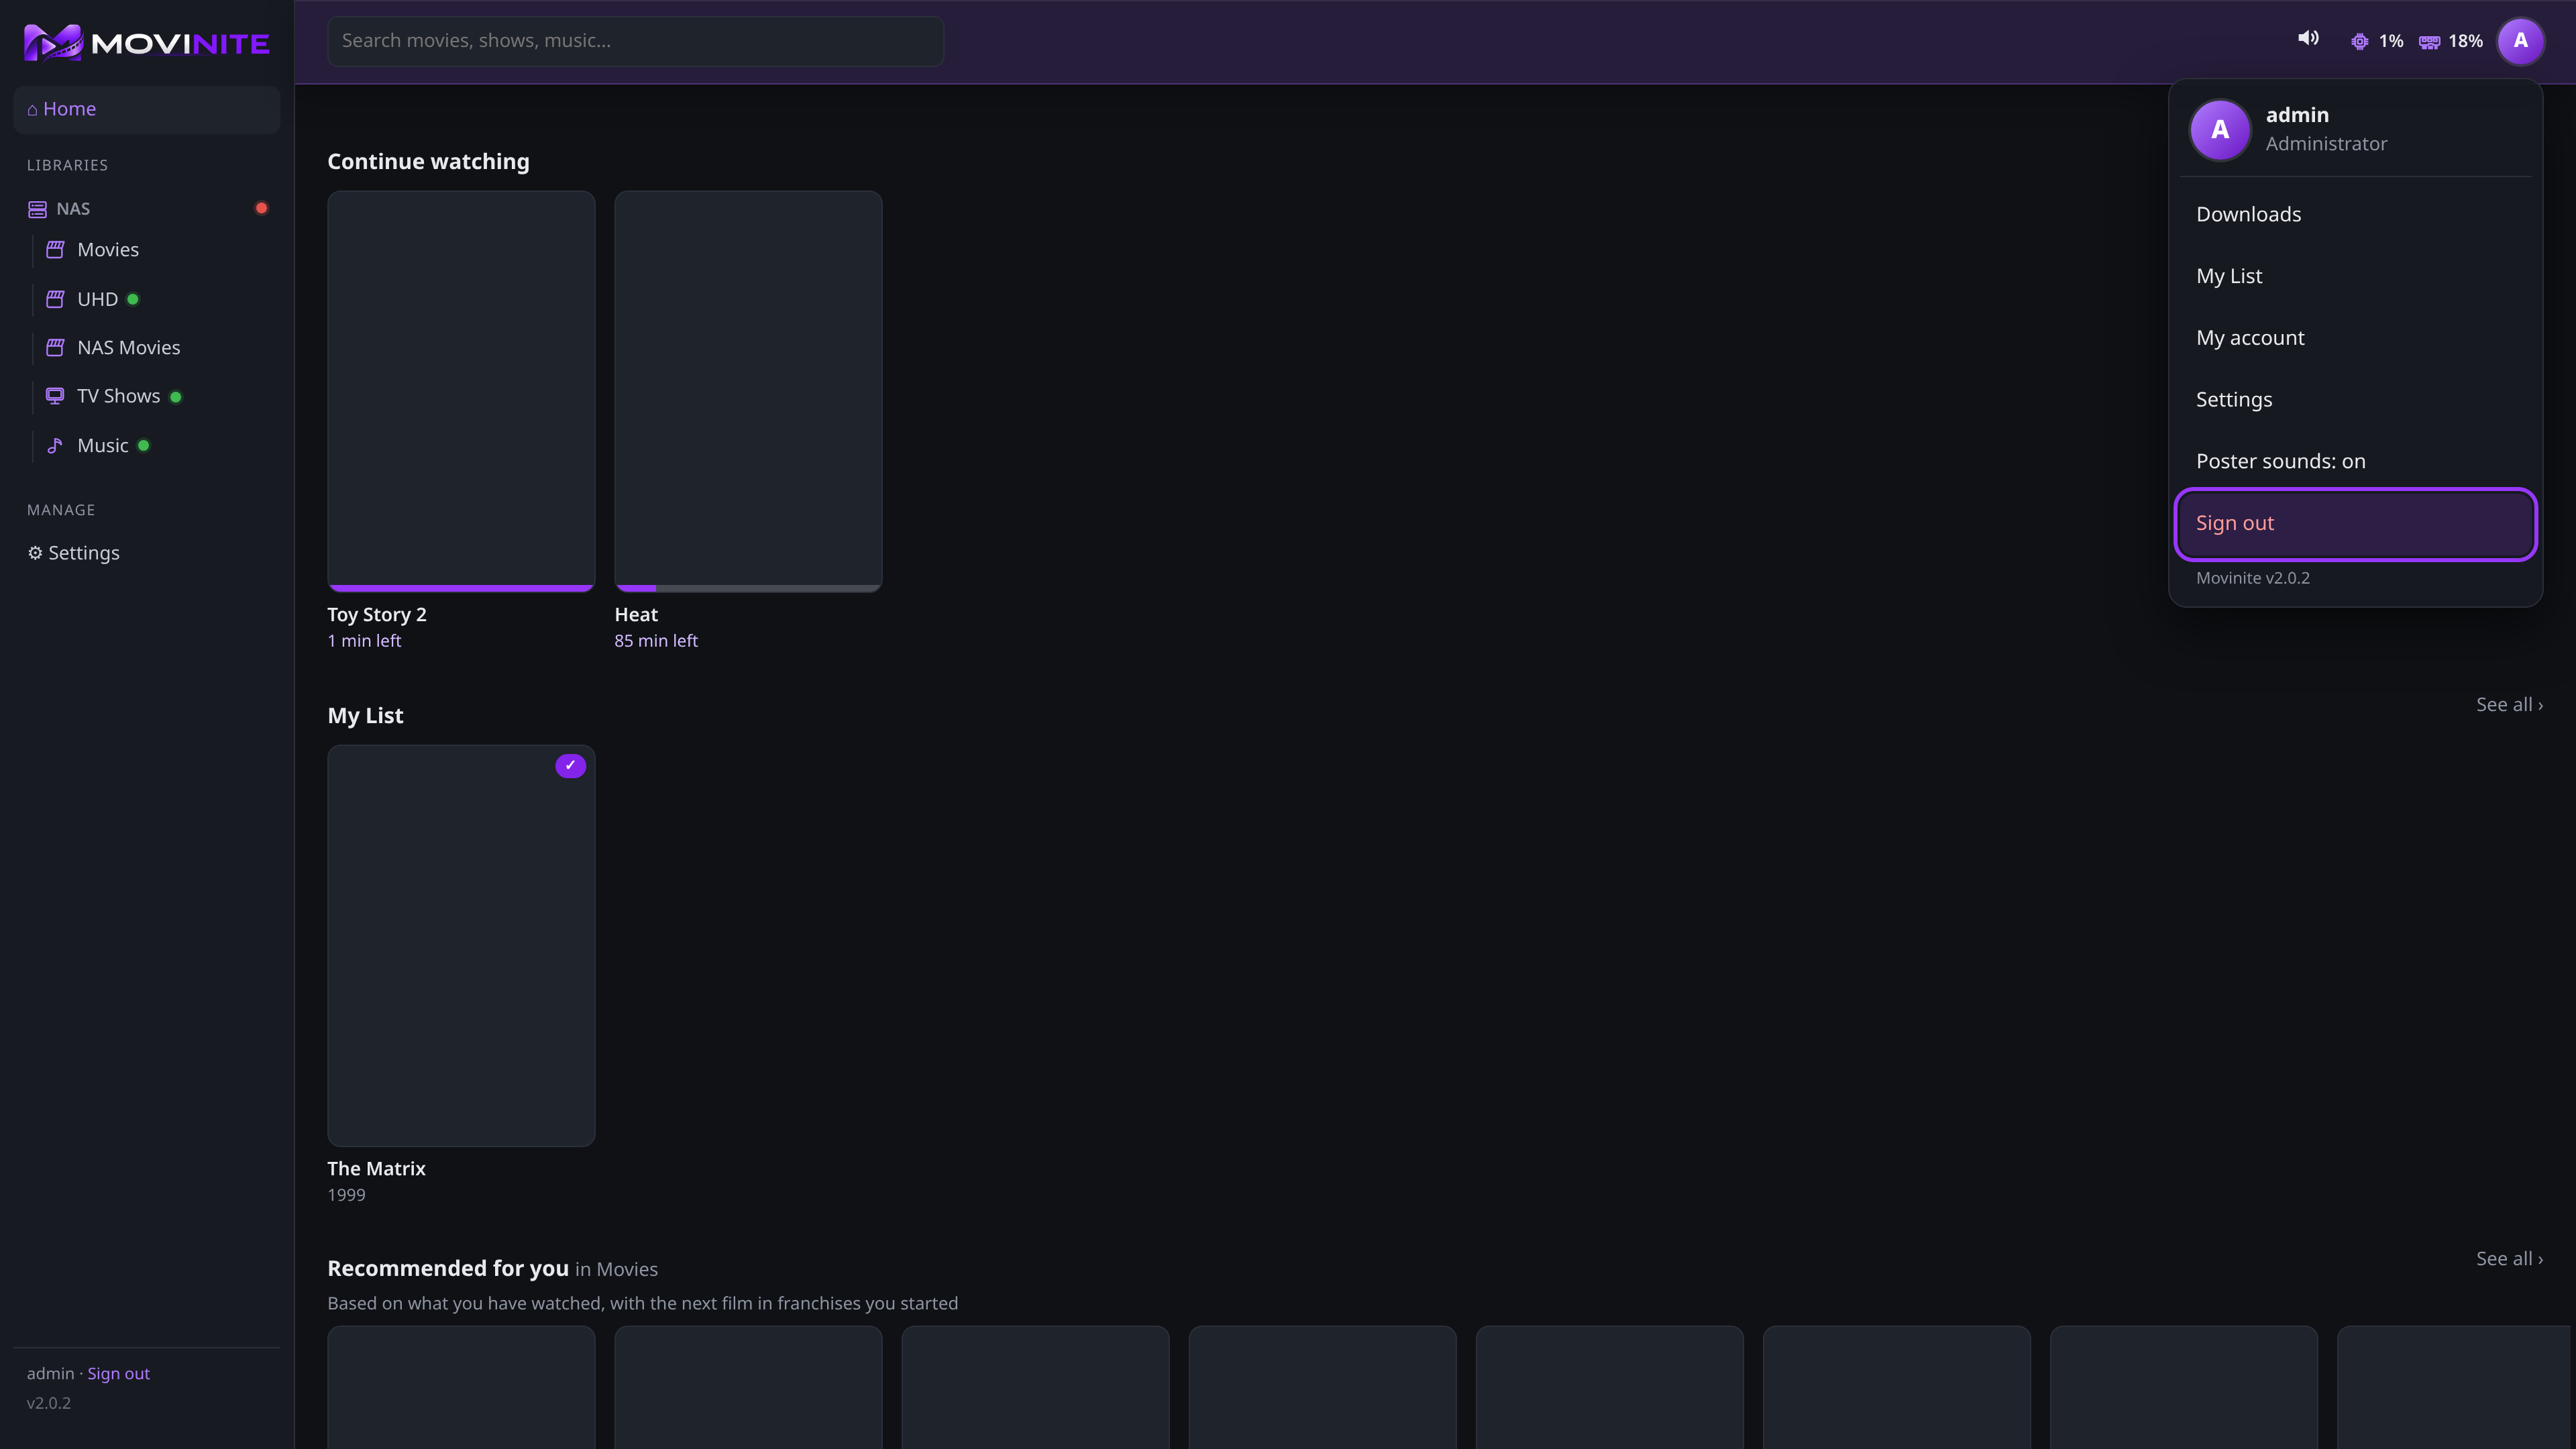 MOVINITE
Search movies, shows, music...
1%
18%
A
Home
LIBRARIES
NAS
Movies
UHD
NAS Movies
TV Shows
Music
MANAGE
Settings
admin · Sign out
v2.0.2
Continue watching
Toy Story 2
1 min left
Heat
85 min left
My List
See all ›
The Matrix
1999
Recommended for you in Movies
See all ›
Based on what you have watched, with the next film in franchises you started
A
admin
Administrator
Downloads
My List
My account
Settings
Poster sounds: on
Sign out
Movinite v2.0.2